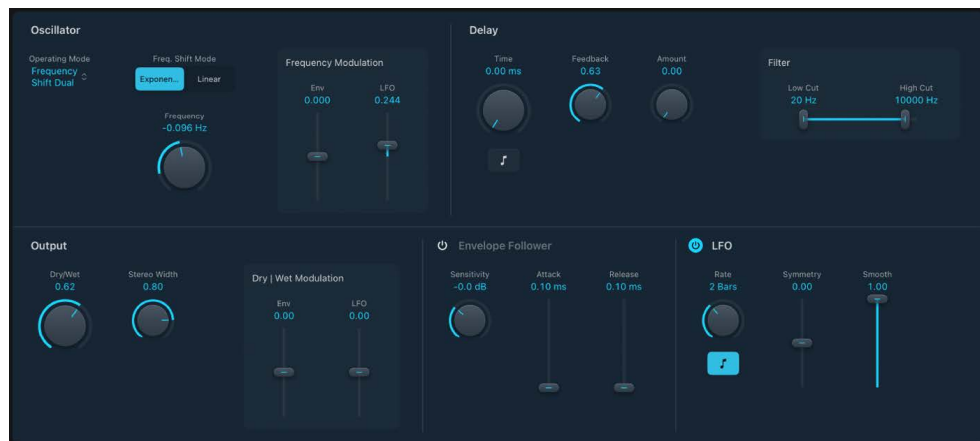 Oscillator
Operating Mode
Frequency
Shift Dual
Freq. Shift Mode
Exponen...
Linear
Frequency
-0.096 Hz
Frequency Modulation
Env
0.000
LFO
0.244
Delay
Time
0.00 ms
Feedback
0.63
Amount
0.00
Filter
Low Cut
20 Hz
High Cut
10000 Hz
Output
Dry/Wet
0.62
Stereo Width
0.80
Dry | Wet Modulation
Env
0.00
LFO
0.00
Envelope Follower
Sensitivity
-0.0 dB
Attack
0.10 ms
Release
0.10 ms
LFO
Rate
2 Bars
Symmetry
0.00
Smooth
1.00